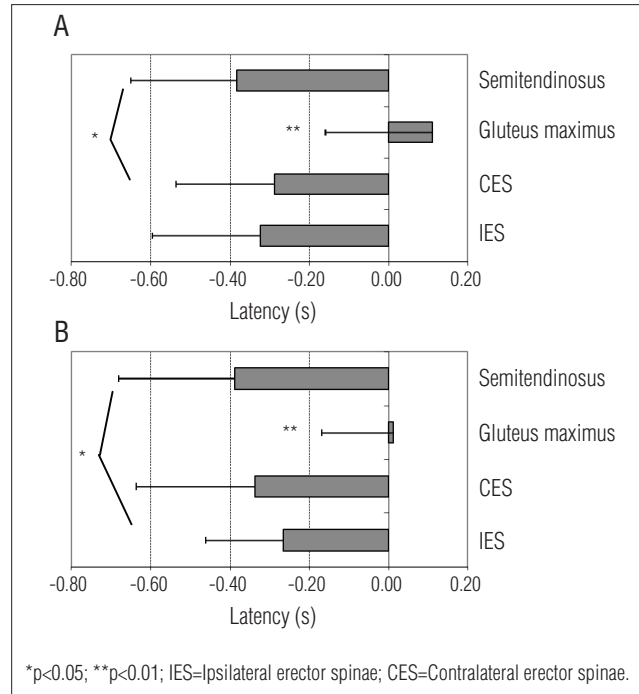 A
Semitendinosus
** Gluteus maximus
*
CES
IES
-0.80 -0.60 -0.40 -0.20 0.00 0.20
Latency (s)
B
Semitendinosus
** Gluteus maximus
*
CES
IES
-0.80 -0.60 -0.40 -0.20 0.00 0.20
Latency (s)
*p<0.05; **p<0.01; IES=Ipsilateral erector spinae; CES=Contralateral erector spinae.